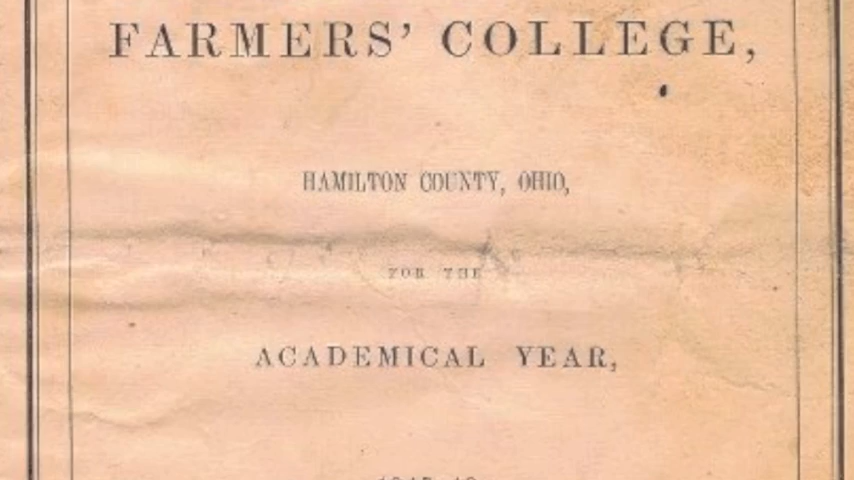 FARMERS' COLLEGE,
HAMILTON COUNTY, OHIO,
FOR THE
ACADEMICAL YEAR,